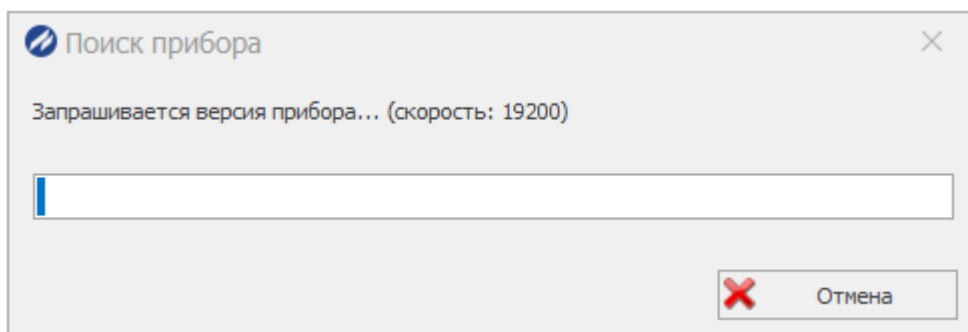 Поиск прибора
Запрашивается версия прибора... (скорость: 19200)
Отмена